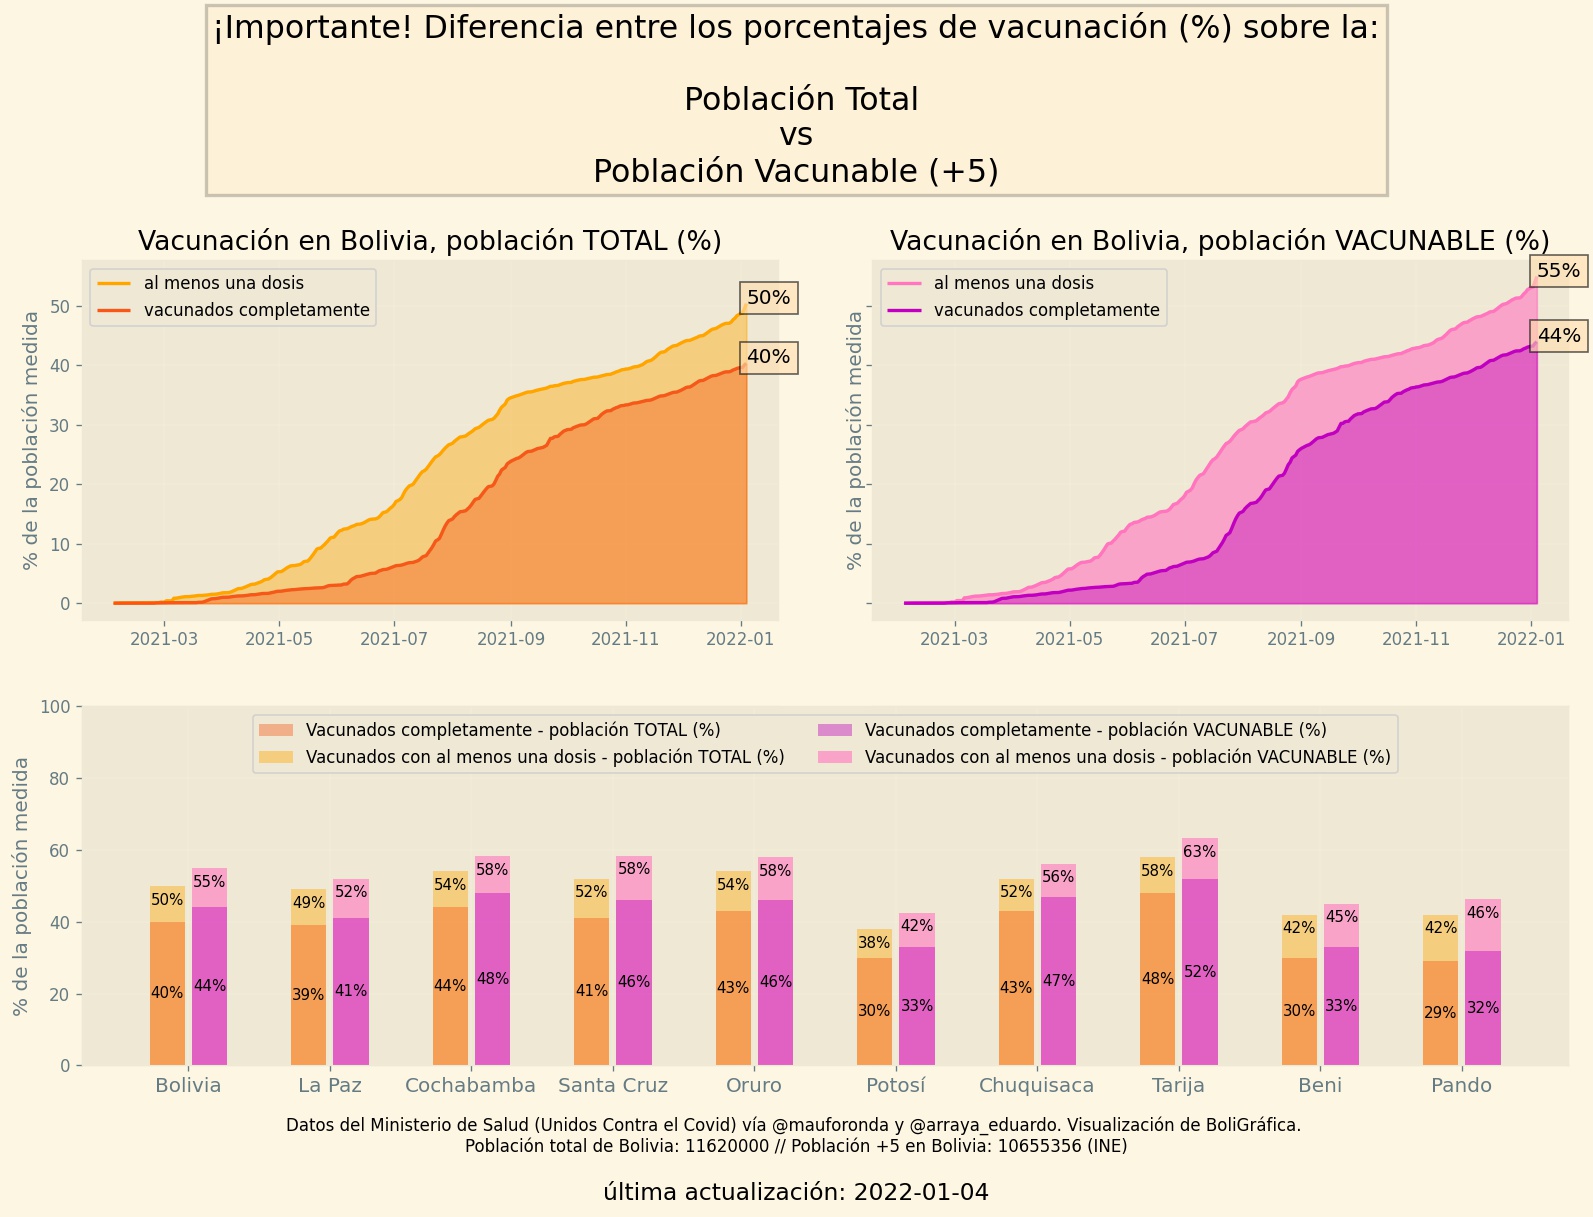 ¡Importante! Diferencia entre los porcentajes de vacunación (%) sobre la:
Población Total
vs
Población Vacunable (+5)
Vacunación en Bolivia, población TOTAL (%)
al menos una dosis
vacunados completamente
50%
40%
% de la población medida
50
40
30
20
10
0
2021-03
2021-05
2021-07
2021-09
2021-11
2022-01
Vacunación en Bolivia, población VACUNABLE (%)
al menos una dosis
vacunados completamente
55%
44%
% de la población medida
2021-03
2021-05
2021-07
2021-09
2021-11
2022-01
Vacunados completamente - población TOTAL (%)
Vacunados con al menos una dosis - población TOTAL (%)
Vacunados completamente - población VACUNABLE (%)
Vacunados con al menos una dosis - población VACUNABLE (%)
% de la población medida
100
80
60
40
20
0
50%
40%
55%
44%
49%
39%
52%
41%
54%
44%
58%
48%
52%
41%
58%
46%
54%
43%
58%
46%
38%
30%
42%
33%
52%
43%
56%
47%
58%
48%
63%
52%
42%
30%
45%
33%
42%
29%
46%
32%
Bolivia
La Paz
Cochabamba
Santa Cruz
Oruro
Potosí
Chuquisaca
Tarija
Beni
Pando
Datos del Ministerio de Salud (Unidos Contra el Covid) vía @mauforonda y @arraya_eduardo. Visualización de BoliGráfica.
Población total de Bolivia: 11620000 // Población +5 en Bolivia: 10655356 (INE)
última actualización: 2022-01-04